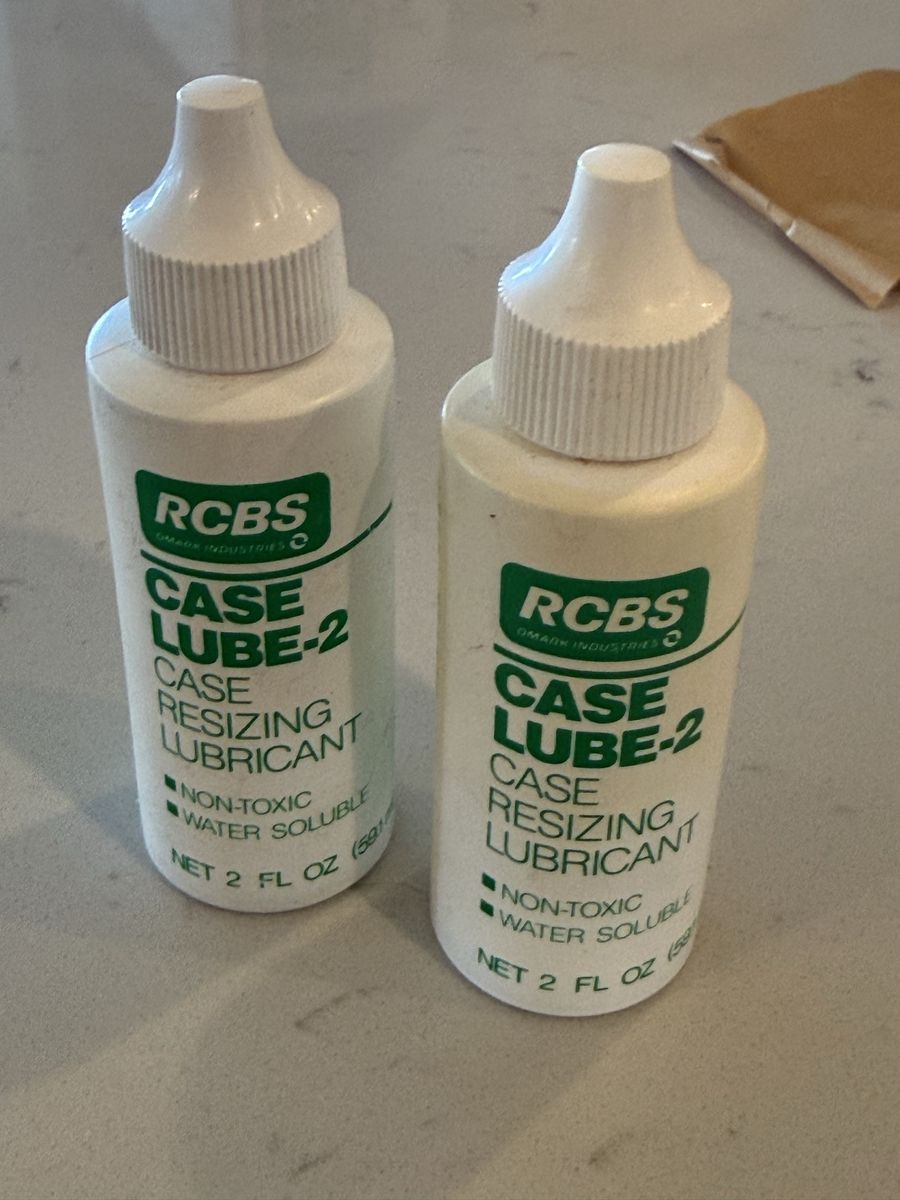 RCBS
OMARK INDUSTRIES
CASE
LUBE-2
CASE
RESIZING
LUBRICANT
NON-TOXIC
WATER SOLUBLE
NET 2 FL OZ
RCBS
OMARK INDUSTRIES
CASE
LUBE-2
CASE
RESIZING
LUBRICANT
NON-TOXIC
WATER SOLUBLE
NET 2 FL OZ